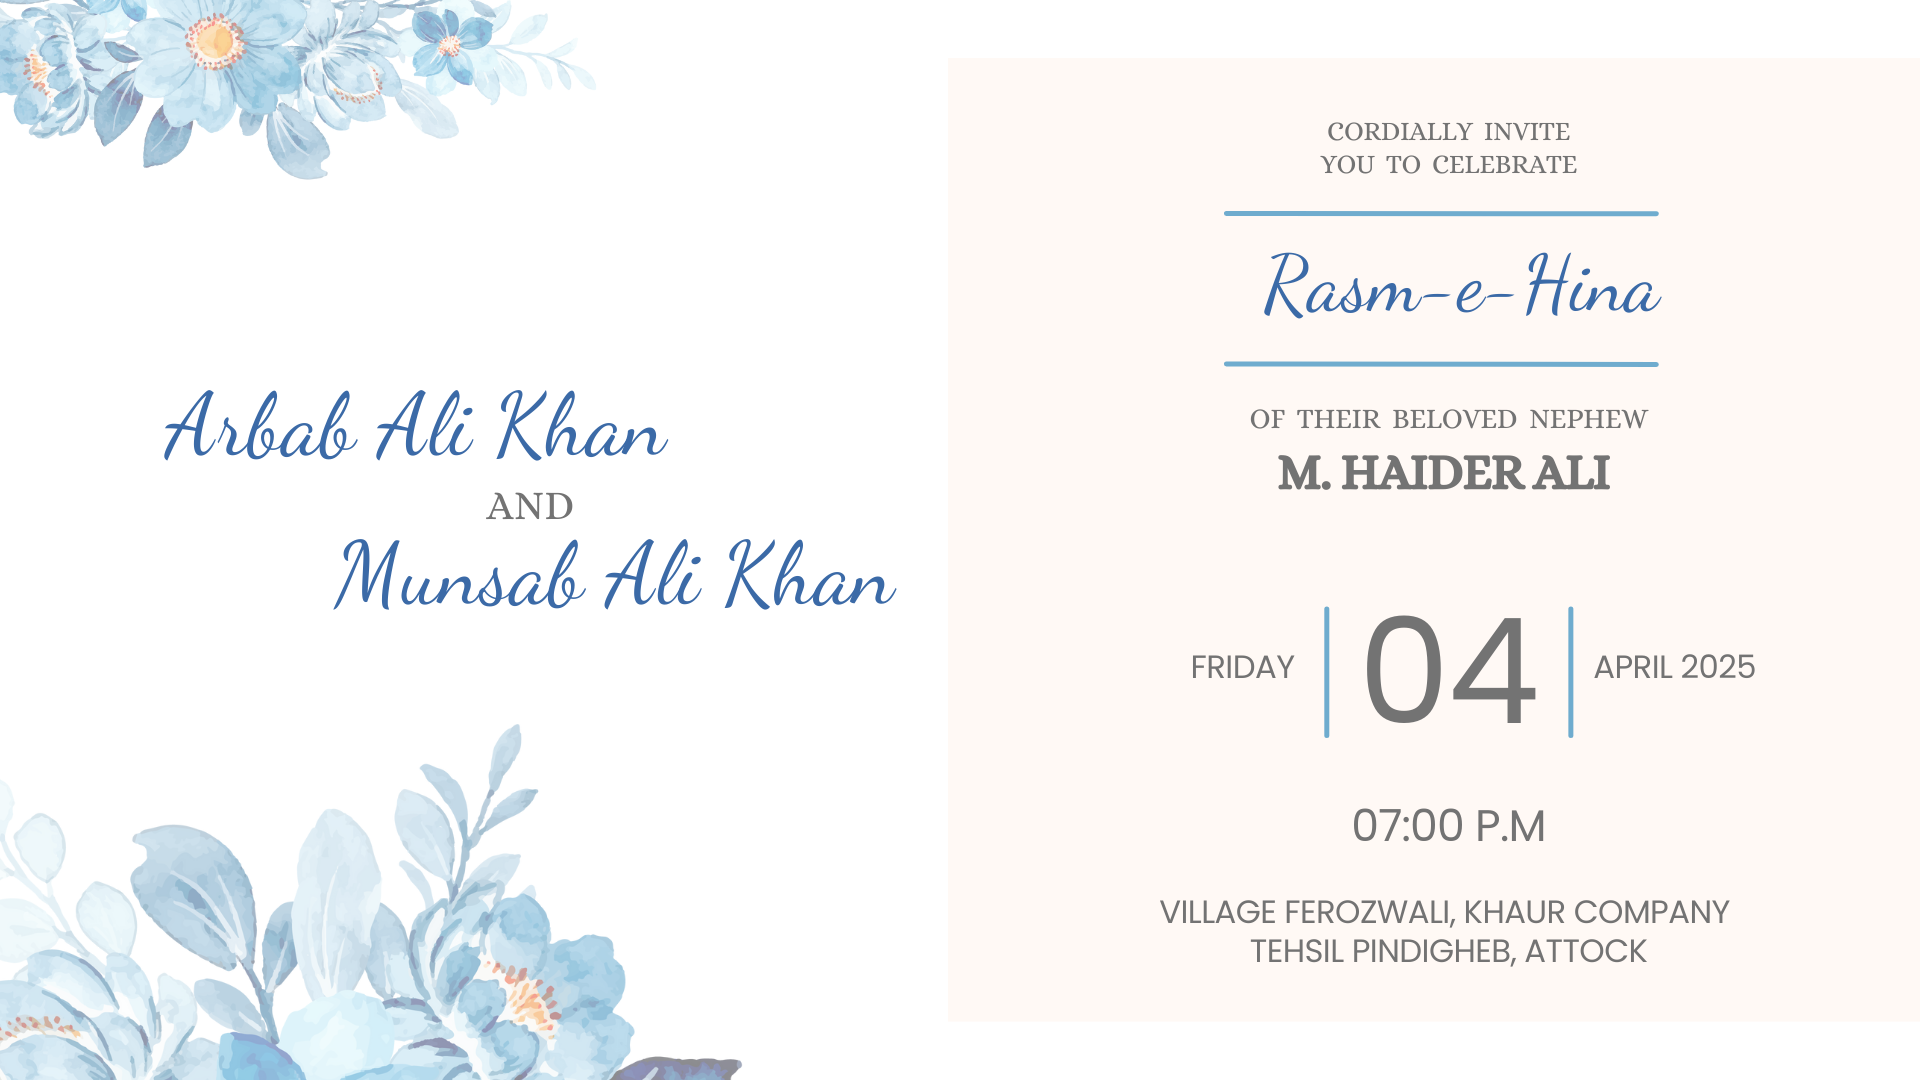 Arbab Ali Khan
AND
Munsab Ali Khan
CORDIALLY INVITE
YOU TO CELEBRATE
Rasm-e-Hina
OF THEIR BELOVED NEPHEW
M. HAIDER ALI
FRIDAY 04 APRIL 2025
07:00 P.M
VILLAGE FEROZWALI, KHAUR COMPANY
TEHSIL PINDIGHEB, ATTOCK